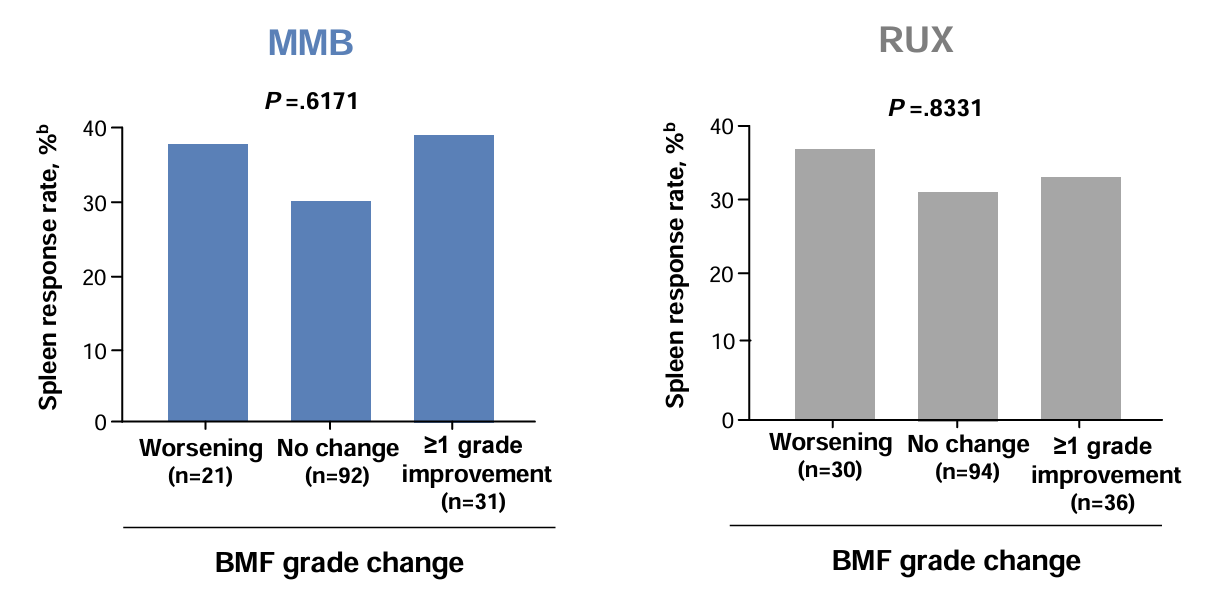 MMB
P =.6171
Spleen response rate, %ᵇ
40
30
20
10
0
Worsening
(n=21)
No change
(n=92)
≥1 grade
improvement
(n=31)
BMF grade change
RUX
P =.8331
Spleen response rate, %ᵇ
40
30
20
10
0
Worsening
(n=30)
No change
(n=94)
≥1 grade
improvement
(n=36)
BMF grade change